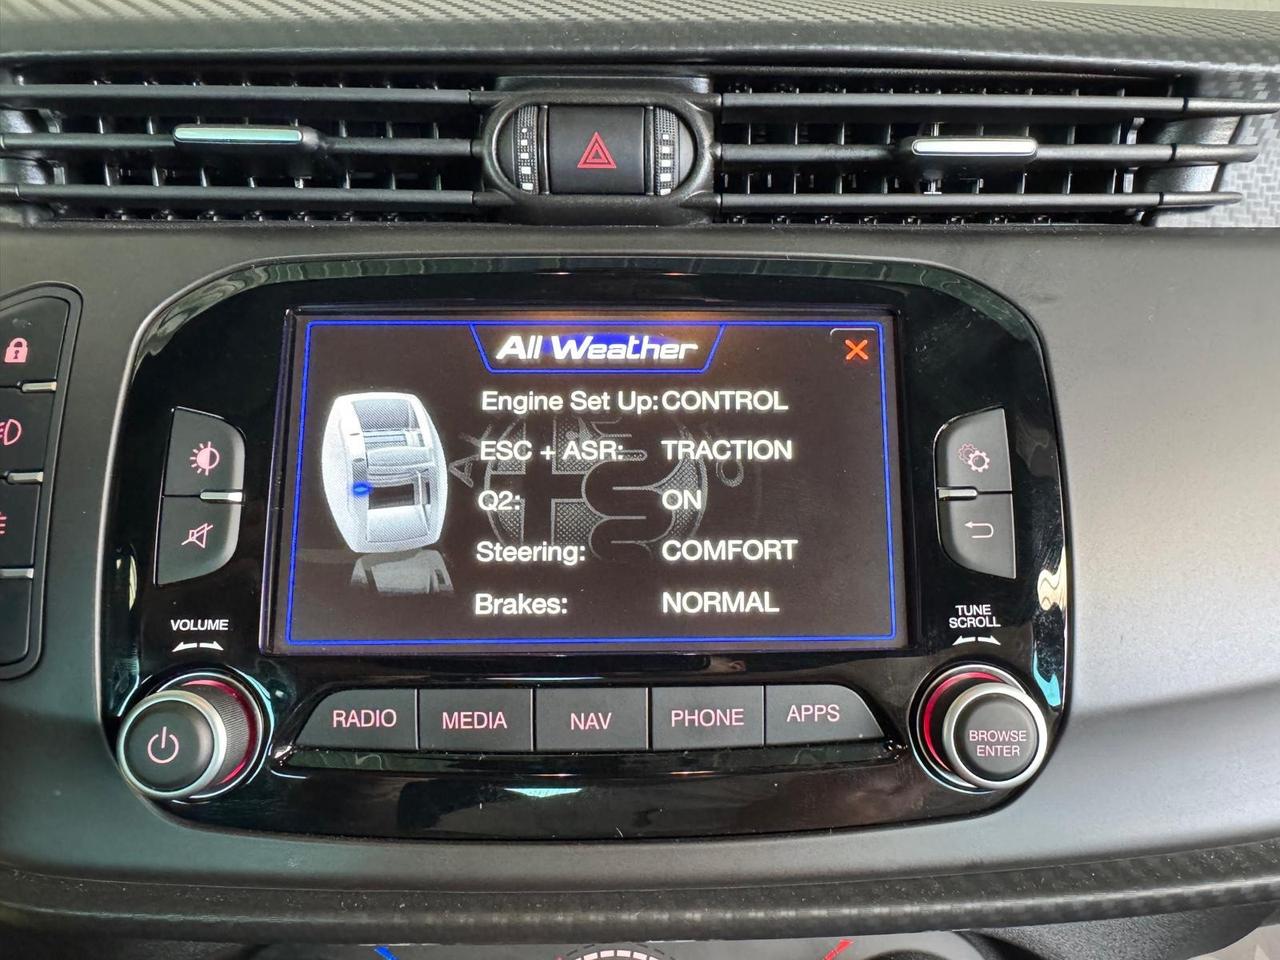 All Weather
Engine Set Up: CONTROL
ESC + ASR: TRACTION
Q2: ON
Steering: COMFORT
Brakes: NORMAL
VOLUME
TUNE
SCROLL
RADIO
MEDIA
NAV
PHONE
APPS
BROWSE
ENTER